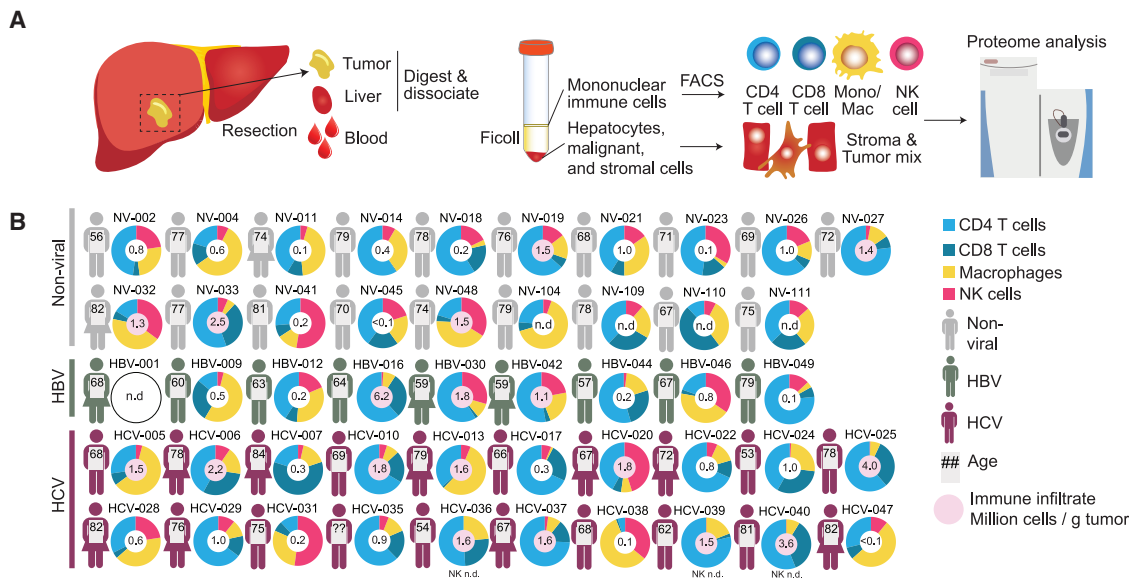 A
Tumor
Liver
Blood
Resection
Digest &
dissociate
Ficoll
Mononuclear
immune cells
Hepatocytes,
malignant,
and stromal cells
FACS
CD4
T cell
CD8
T cell
Mono/
Mac
NK
cell
Stroma &
Tumor mix
Proteome analysis
B
Non-viral
NV-002 NV-004 NV-011 NV-014 NV-018 NV-019 NV-021 NV-023 NV-026 NV-027
56 0.8 77 0.6 74 0.1 79 0.4 78 0.2 76 1.5 68 1.0 71 0.1 69 1.0 72 1.4
NV-032 NV-033 NV-041 NV-045 NV-048 NV-104 NV-109 NV-110 NV-111
82 1.3 77 2.5 81 0.2 70 <0.1 78 1.5 79 n.d 78 n.d 67 n.d 75 n.d
HBV
HBV-001 HBV-009 HBV-012 HBV-016 HBV-030 HBV-042 HBV-044 HBV-046 HBV-049
68 n.d 60 0.5 63 0.2 64 6.2 59 1.8 59 1.1 57 0.2 67 0.8 79 0.1
HCV
HCV-005 HCV-006 HCV-007 HCV-010 HCV-013 HCV-017 HCV-020 HCV-022 HCV-024 HCV-025
68 1.5 78 2.2 84 0.3 69 1.8 79 1.6 66 0.3 67 1.8 72 0.8 53 1.0 78 4.0
HCV-028 HCV-029 HCV-031 HCV-035 HCV-036 HCV-037 HCV-038 HCV-039 HCV-040 HCV-047
82 0.6 76 1.0 75 0.2 ?? 0.9 54 1.6 67 1.6 68 0.1 62 1.5 81 3.6 82 <0.1
NK n.d. NK n.d. NK n.d.
CD4 T cells
CD8 T cells
Macrophages
NK cells
Non-
viral
HBV
HCV
## Age
Immune infiltrate
Million cells / g tumor